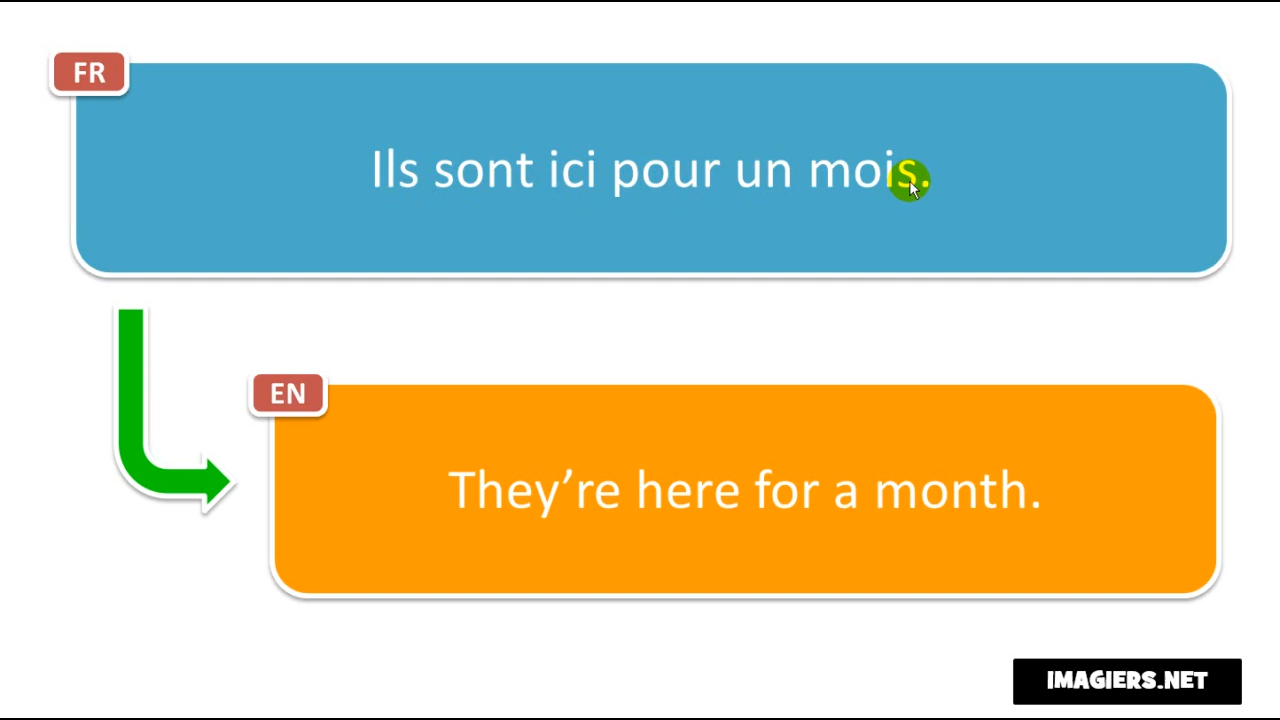 FR
Ils sont ici pour un mois.
EN
They’re here for a month.
IMAGIERS.NET